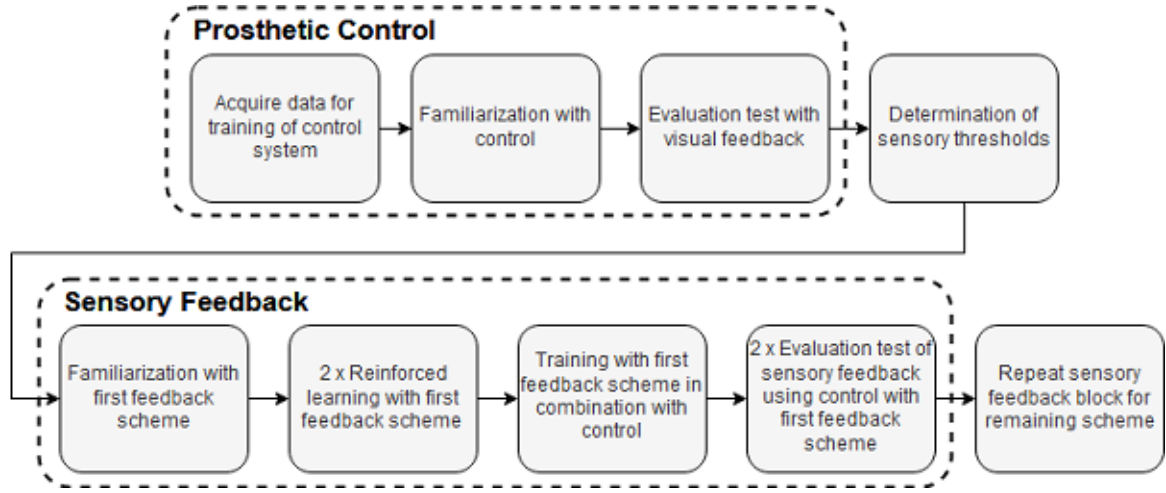 Prosthetic Control
Acquire data for
training of control
system
Familiarization with
control
Evaluation test with
visual feedback
Determination of
sensory thresholds
Sensory Feedback
Familiarization with
first feedback
scheme
2 x Reinforced
learning with first
feedback scheme
Training with first
feedback scheme in
combination with
control
2 x Evaluation test of
sensory feedback
using control with
first feedback
scheme
Repeat sensory
feedback block for
remaining scheme